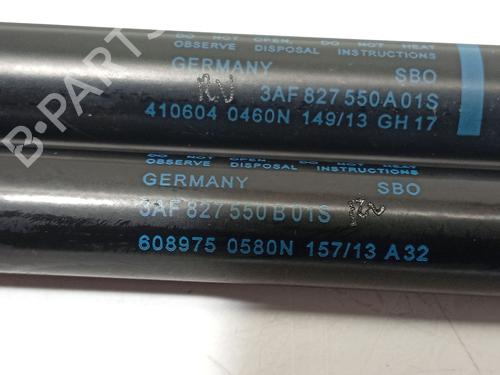 DO NOT OPEN, DO NOT HEAT
OBSERVE DISPOSAL INSTRUCTIONS
GERMANY SBO
3AF 827 550 A 01S
410604 0460N 149/13 GH 17
DO NOT OPEN, DO NOT HEAT
OBSERVE DISPOSAL INSTRUCTIONS
GERMANY SBO
3AF 827 550 B 01S
608975 0580N 157/13 A 32
B-PARTS